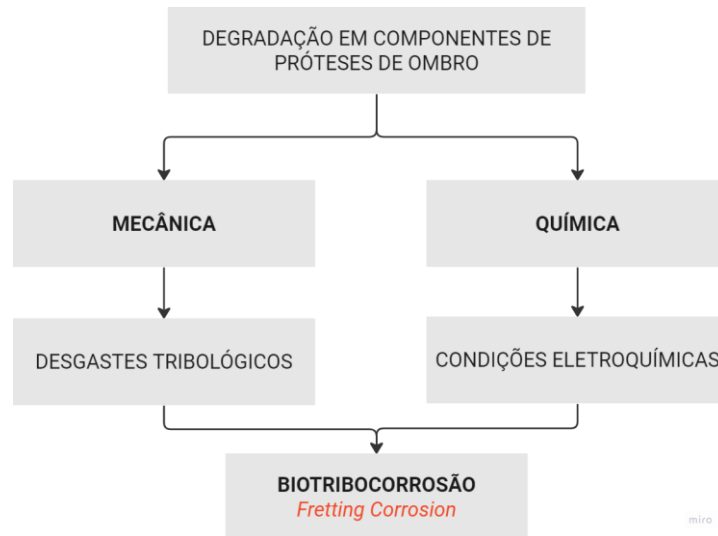 DEGRADAÇÃO EM COMPONENTES DE
PRÓTESES DE OMBRO
MECÂNICA
QUÍMICA
DESGASTES TRIBOLÓGICOS
CONDIÇÕES ELETROQUÍMICAS
BIOTRIBOCORROSÃO
Fretting Corrosion
miro